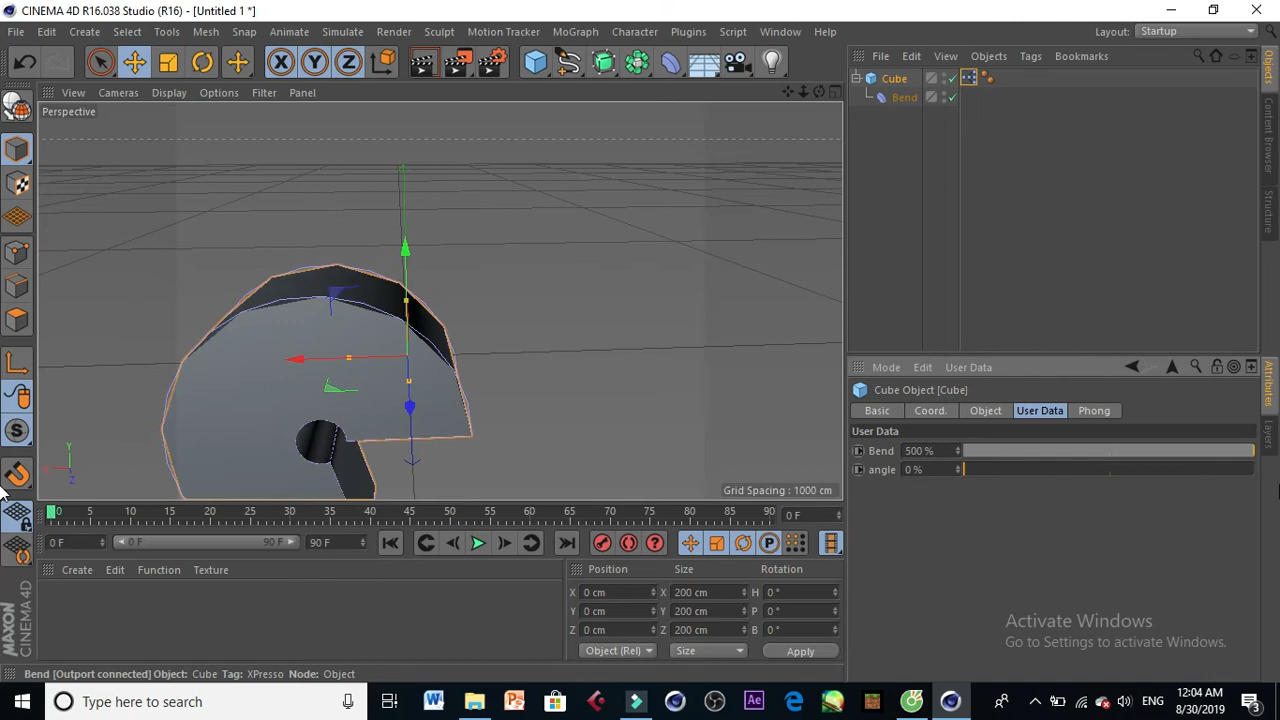 CINEMA 4D R16.038 Studio (R16) - [Untitled 1 *]
File Edit Create Select Tools Mesh Snap Animate Simulate Render Sculpt Motion Tracker MoGraph Character Plugins Script Window Help Layout: Startup
X Y Z
File Edit View Objects Tags Bookmarks
Cube
Bend
View Cameras Display Options Filter Panel
Perspective
Y
Z
Grid Spacing : 1000 cm
Objects
Content Browser
Structure
Mode Edit User Data
Cube Object [Cube]
Basic Coord. Object User Data Phong
User Data
Bend 500 %
angle 0 %
Attributes
Layers
0 5 10 15 20 25 30 35 40 45 50 55 60 65 70 75 80 85 90 0 F
0 F 0 F 90 F 90 F
Create Edit Function Texture
Position Size Rotation
X 0 cm X 200 cm H 0 °
Y 0 cm Y 200 cm P 0 °
Z 0 cm Z 200 cm B 0 °
Object (Rel) Size Apply
MAXON
CINEMA 4D
Activate Windows
Go to Settings to activate Windows.
Bend [Outport connected] Object: Cube Tag: XPresso Node: Object
Type here to search
ENG
12:04 AM
8/30/2019